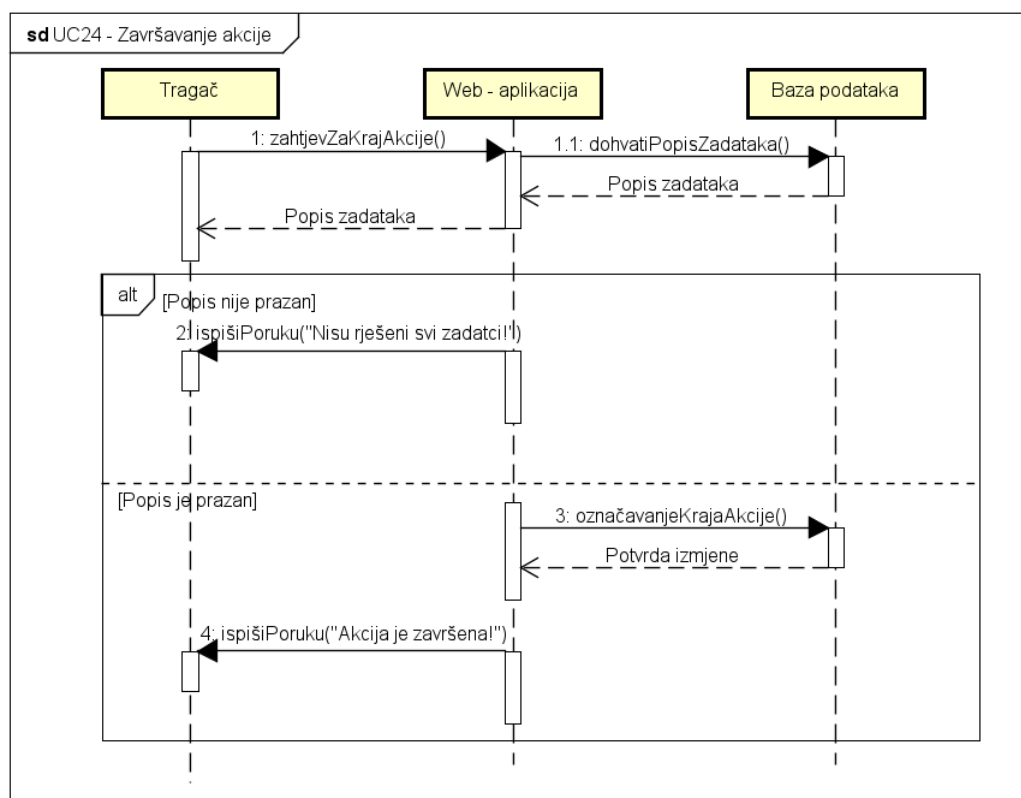 sd UC24 - Završavanje akcije
Tragač
Web - aplikacija
Baza podataka
1: zahtjevZaKrajAkcije()
1.1: dohvatiPopisZadataka()
Popis zadataka
Popis zadataka
alt
[Popis nije prazan]
2: ispišiPoruku("Nisu rješeni svi zadatci!")
[Popis je prazan]
3: označavanjeKrajaAkcije()
Potvrda izmjene
4: ispišiPoruku("Akcija je završena!")